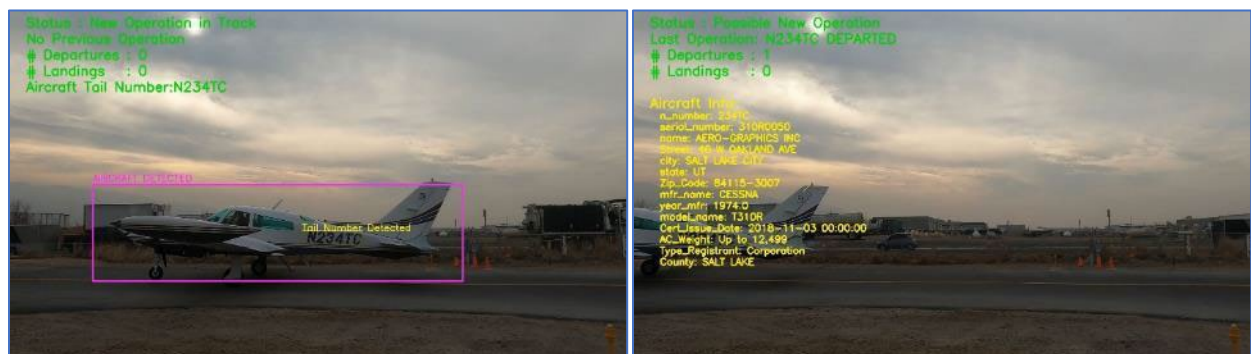 Status : New Operation in Track
No Previous Operation
# Departures : 0
# Landings : 0
Aircraft Tail Number:N234TC
AIRCRAFT DETECTED
Tail Number Detected
N234TC
Status : Possible New Operation
Last Operation: N234TC DEPARTED
# Departures : 1
# Landings : 0
Aircraft Info:
n_number: 234TC
serial_number: 310R0050
name: AERO-GRAPHICS INC
Street: 40 W OAKLAND AVE
city: SALT LAKE CITY
state: UT
Zip_Code: 84115-3007
mfr_name: CESSNA
year_mfr: 1974.0
model_name: T310R
Cert_Issue_Date: 2018-11-03 00:00:00
AC_Weight: Up to 12,499
Type_Registrant: Corporation
County: SALT LAKE